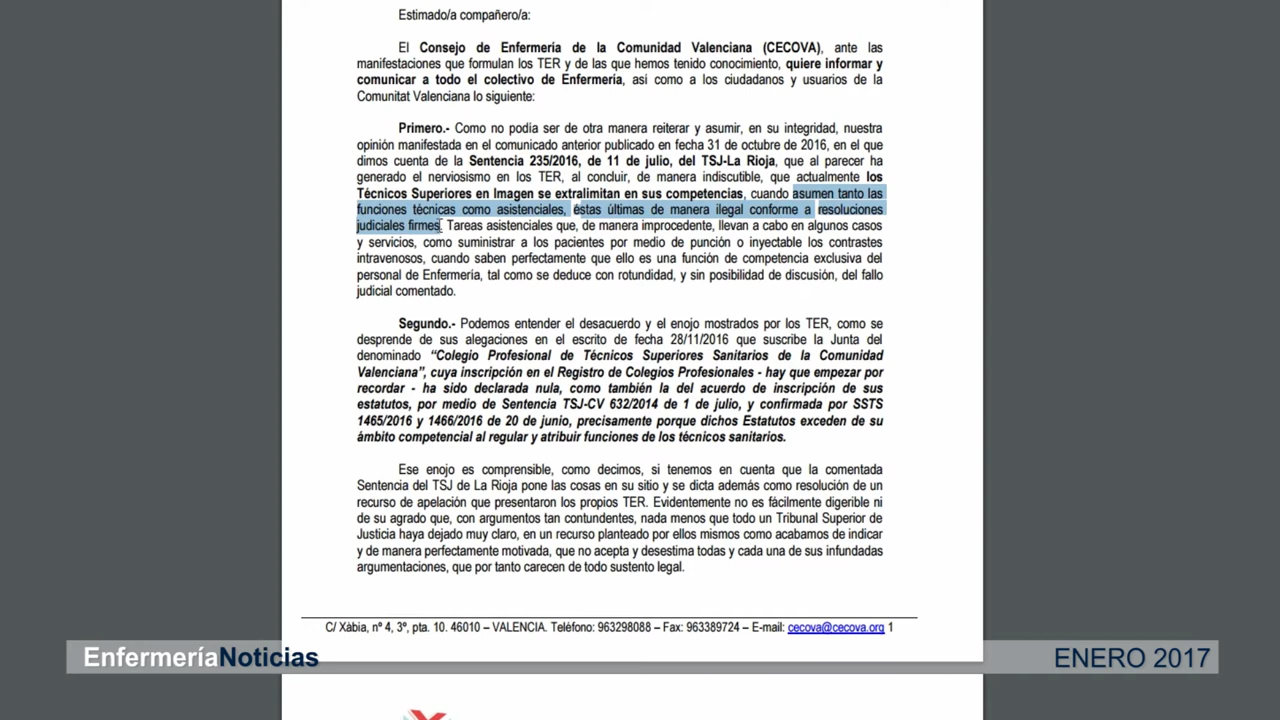 Estimado/a compañero/a:
El Consejo de Enfermería de la Comunidad Valenciana (CECOVA), ante las
manifestaciones que formulan los TER y de las que hemos tenido conocimiento, quiere informar y
comunicar a todo el colectivo de Enfermería, así como a los ciudadanos y usuarios de la
Comunitat Valenciana lo siguiente:
Primero.- Como no podía ser de otra manera reiterar y asumir, en su integridad, nuestra
opinión manifestada en el comunicado anterior publicado en fecha 31 de octubre de 2016, en el que
dimos cuenta de la Sentencia 235/2016, de 11 de julio, del TSJ-La Rioja, que al parecer ha
generado el nerviosismo en los TER, al concluir, de manera indiscutible, que actualmente los
Técnicos Superiores en Imagen se extralimitan en sus competencias, cuando asumen tanto las
funciones técnicas como asistenciales, éstas últimas de manera ilegal conforme a resoluciones
judiciales firmes. Tareas asistenciales que, de manera improcedente, llevan a cabo en algunos casos
y servicios, como suministrar a los pacientes por medio de punción o inyectable los contrastes
intravenosos, cuando saben perfectamente que ello es una función de competencia exclusiva del
personal de Enfermería, tal como se deduce con rotundidad, y sin posibilidad de discusión, del fallo
judicial comentado.
Segundo.- Podemos entender el desacuerdo y el enojo mostrados por los TER, como se
desprende de sus alegaciones en el escrito de fecha 28/11/2016 que suscribe la Junta del
denominado “Colegio Profesional de Técnicos Superiores Sanitarios de la Comunidad
Valenciana”, cuya inscripción en el Registro de Colegios Profesionales - hay que empezar por
recordar - ha sido declarada nula, como también la del acuerdo de inscripción de sus
estatutos, por medio de Sentencia TSJ-CV 632/2014 de 1 de julio, y confirmada por SSTS
1465/2016 y 1466/2016 de 20 de junio, precisamente porque dichos Estatutos exceden de su
ámbito competencial al regular y atribuir funciones de los técnicos sanitarios.
Ese enojo es comprensible, como decimos, si tenemos en cuenta que la comentada
Sentencia del TSJ de La Rioja pone las cosas en su sitio y se dicta además como resolución de un
recurso de apelación que presentaron los propios TER. Evidentemente no es fácilmente digerible ni
de su agrado que, con argumentos tan contundentes, nada menos que todo un Tribunal Superior de
Justicia haya dejado muy claro, en un recurso planteado por ellos mismos como acabamos de indicar
y de manera perfectamente motivada, que no acepta y desestima todas y cada una de sus infundadas
argumentaciones, que por tanto carecen de todo sustento legal.
C/ Xàbia, nº 4, 3º, pta. 10. 46010 – VALENCIA. Teléfono: 963298088 – Fax: 963389724 – E-mail: cecova@cecova.org 1
EnfermeríaNoticias
ENERO 2017